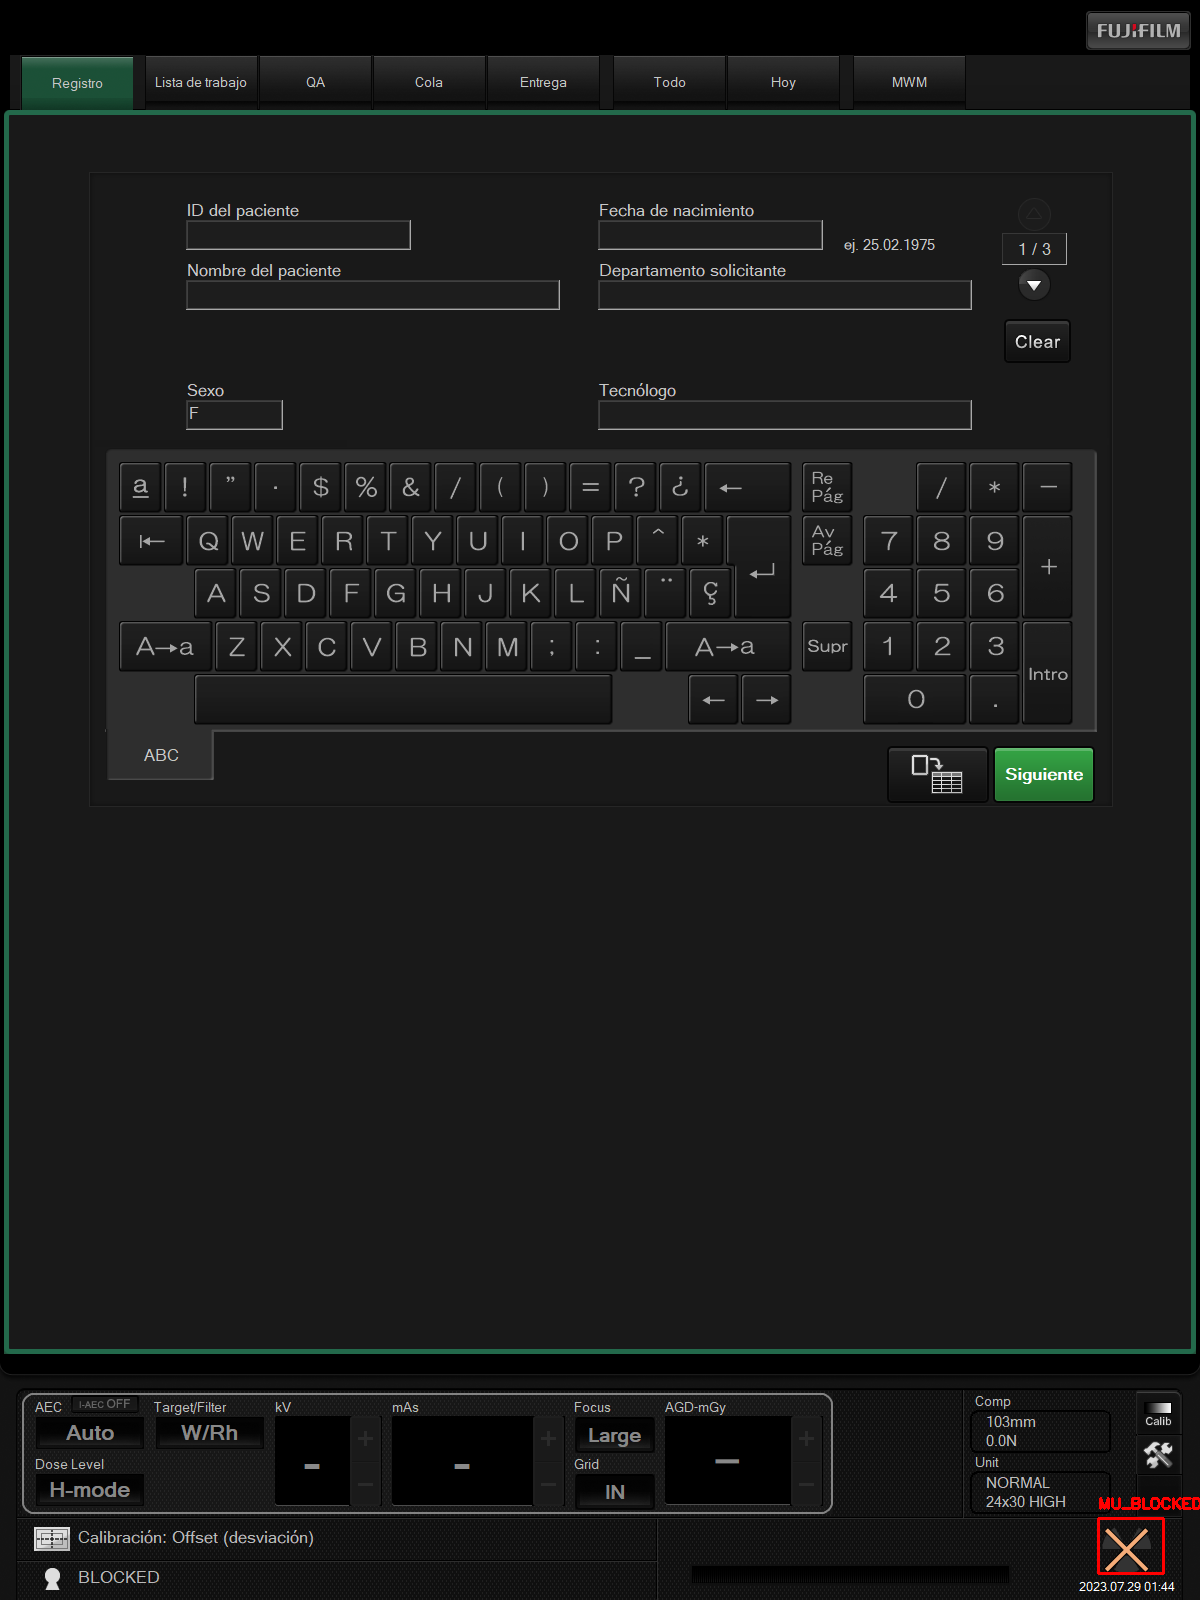 FUJIFILM
Registro
Lista de trabajo
QA
Cola
Entrega
Todo
Hoy
MWM
ID del paciente
Fecha de nacimiento
ej. 25.02.1975
1 / 3
Nombre del paciente
Departamento solicitante
Clear
Sexo
F
Tecnólogo
a ! " · $ % & / ( ) = ? ¿ ←
Re Pág
/ * −
Q W E R T Y U I O P ^ *
Av Pág
7 8 9 +
A S D F G H J K L Ñ ¨ Ç
4 5 6
A→a Z X C V B N M ; : _ A→a
Supr
1 2 3 Intro
← →
0 .
ABC
Siguiente
AEC
I-AEC OFF
Target/Filter
kV
mAs
Focus
AGD-mGy
Auto
W/Rh
Large
Dose Level
Grid
H-mode
IN
Comp
103mm
0.0N
Calib
Unit
NORMAL
24x30 HIGH
MU_BLOCKED
Calibración: Offset (desviación)
BLOCKED
2023.07.29 01:44